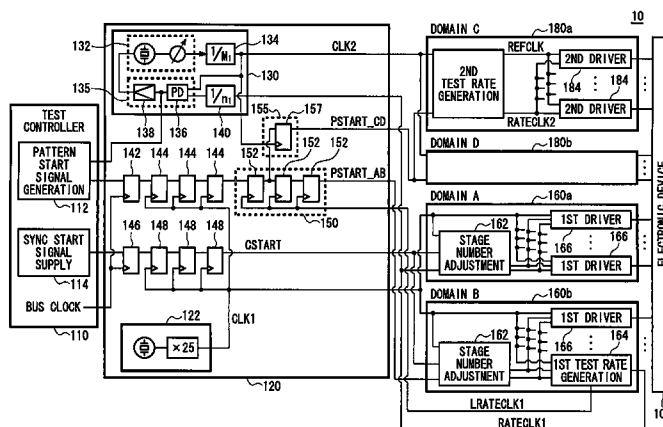 10
DOMAIN C
180a
132
134
1/M1
CLK2
REFCLK
2ND DRIVER
184
2ND TEST RATE GENERATION
184
2ND DRIVER
RATECLK2
130
135
PD
1/n1
138
136
140
155
157
PSTART_CD
DOMAIN D
180b
TEST CONTROLLER
PATTERN START SIGNAL GENERATION
112
142
144
144
144
152
152
152
PSTART_AB
150
DOMAIN A
160a
1ST DRIVER
162
166
STAGE NUMBER ADJUSTMENT
166
1ST DRIVER
SYNC START SIGNAL SUPPLY
114
146
148
148
148
CSTART
BUS CLOCK
110
122
CLK1
×25
120
DOMAIN B
160b
1ST DRIVER
162
166
164
STAGE NUMBER ADJUSTMENT
1ST TEST RATE GENERATION
LRATECLK1
RATECLK1